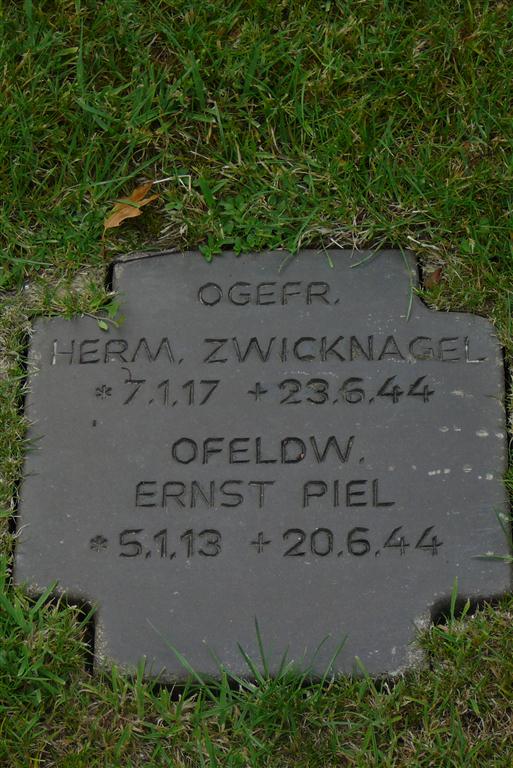 OGEFR.
HERM. ZWICKNAGEL
* 7.1.17 + 23.6.44
OFELDW.
ERNST PIEL
* 5.1.13 + 20.6.44